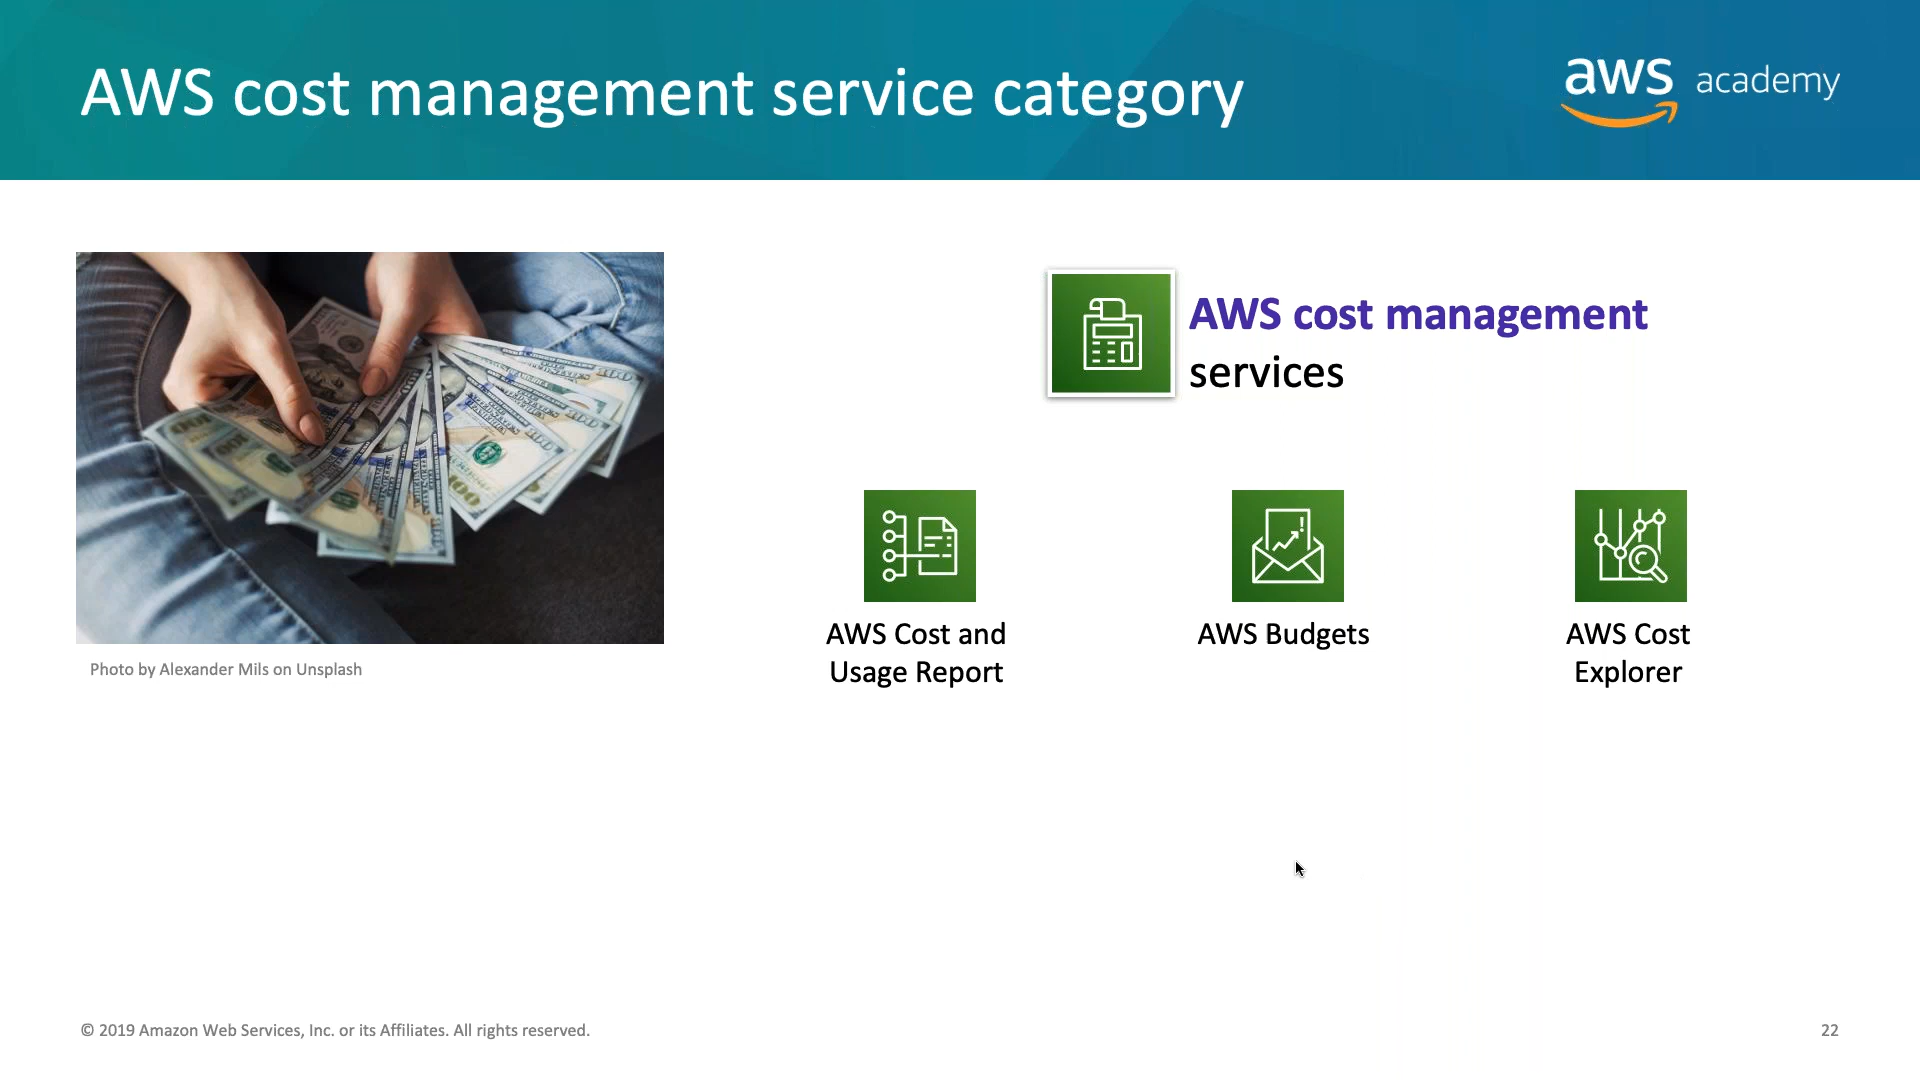 AWS cost management service category
aws academy
AWS cost management
services
AWS Cost and
Usage Report
AWS Budgets
AWS Cost
Explorer
Photo by Alexander Mils on Unsplash
© 2019 Amazon Web Services, Inc. or its Affiliates. All rights reserved.
22